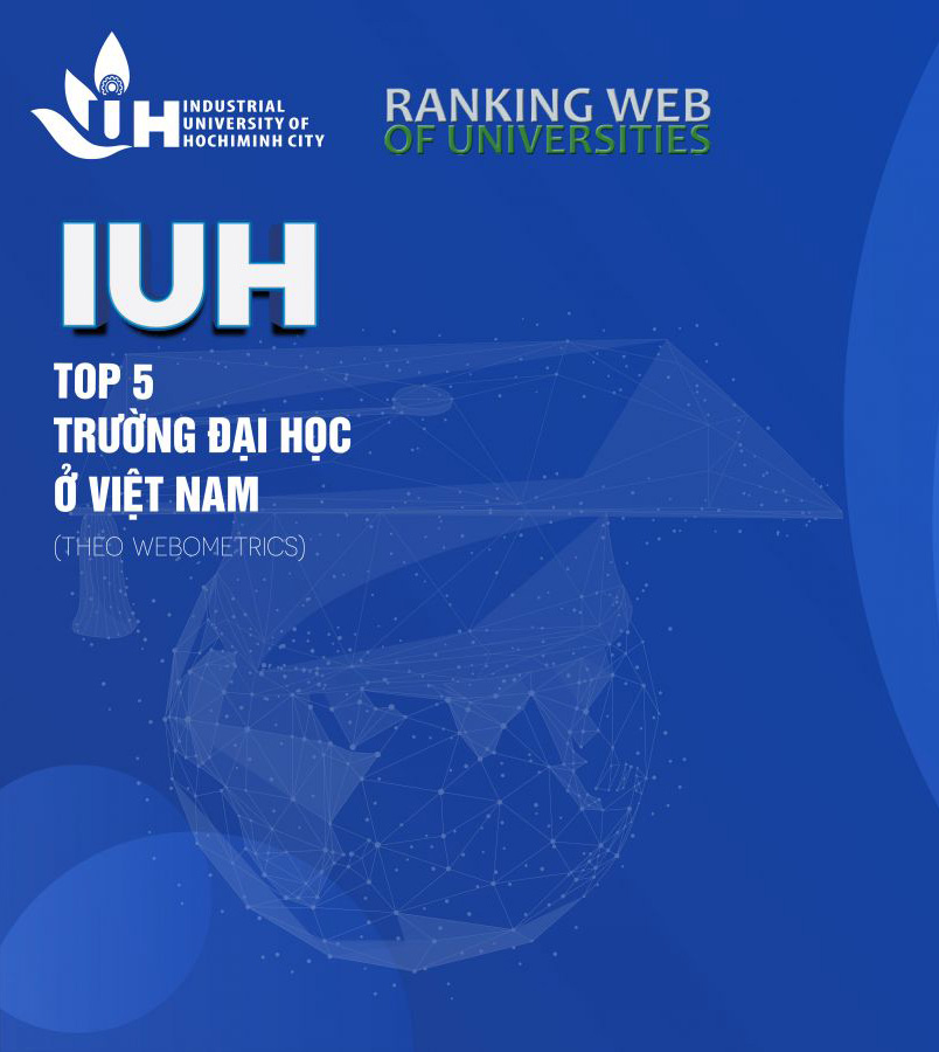 IUH
INDUSTRIAL
UNIVERSITY OF
HOCHIMINH CITY
RANKING WEB
OF UNIVERSITIES
IUH
TOP 5
TRƯỜNG ĐẠI HỌC
Ở VIỆT NAM
(THEO WEBOMETRICS)